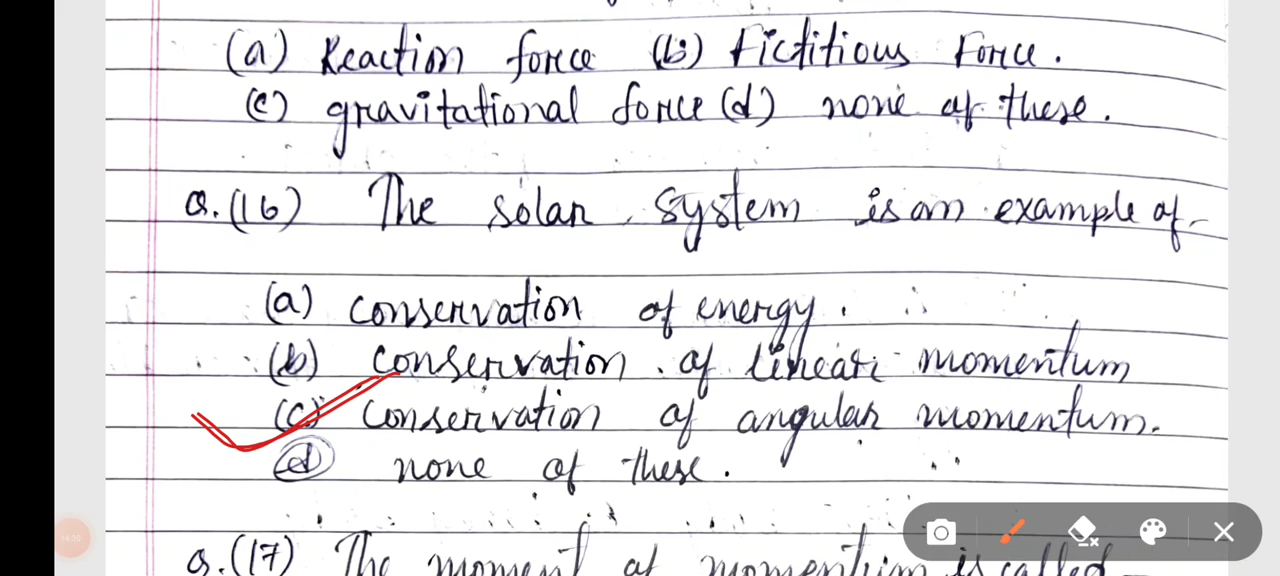 (a) Reaction force (b) Fictitious Force.
(c) gravitational force (d) none of these.
Q.(16) The solar system is an example of-
(a) conservation of energy.
(b) conservation of linear momentum
(c) conservation of angular momentum.
(d) none of these.
Q.(17) The moment of momentum is called
14:30